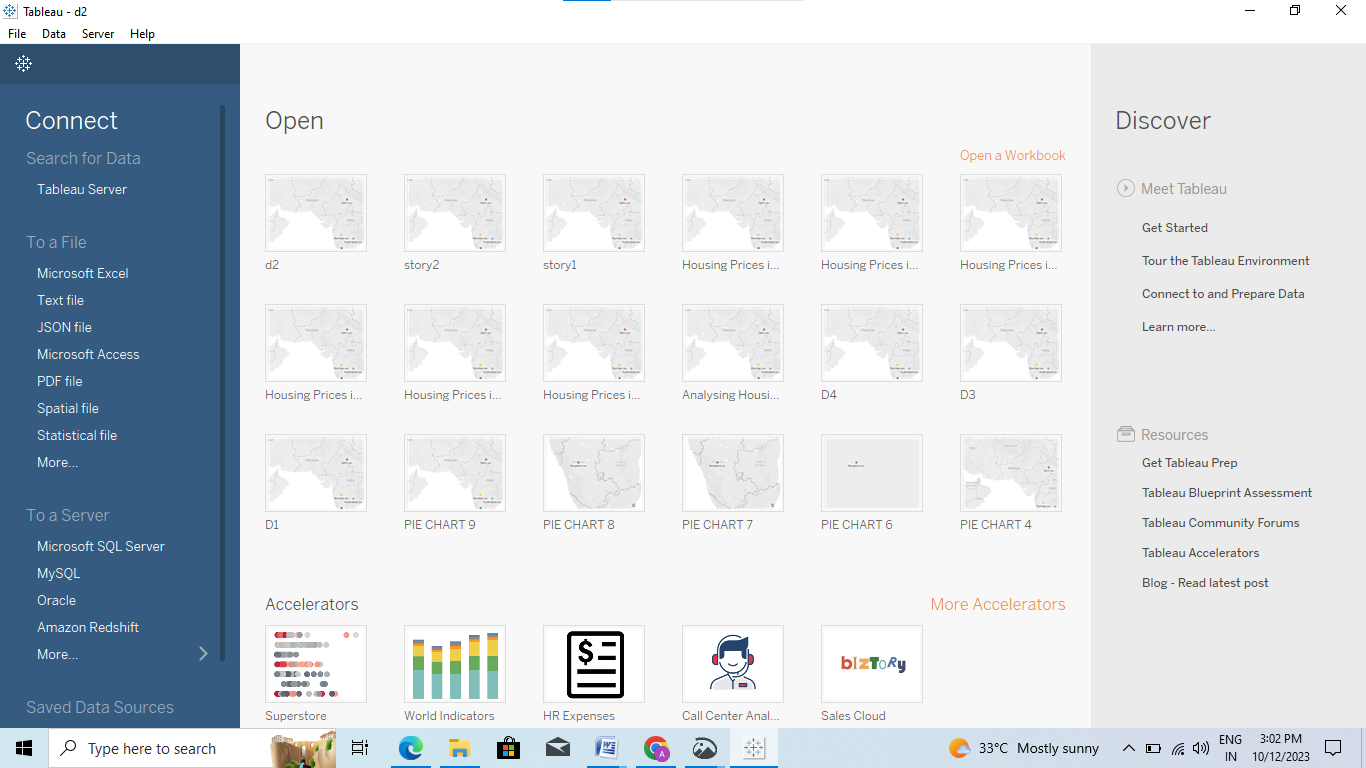 Tableau - d2
File Data Server Help
Connect
Search for Data
Tableau Server
To a File
Microsoft Excel
Text file
JSON file
Microsoft Access
PDF file
Spatial file
Statistical file
More...
To a Server
Microsoft SQL Server
MySQL
Oracle
Amazon Redshift
More...
Saved Data Sources
Open
Open a Workbook
d2 story2 story1 Housing Prices i... Housing Prices i... Housing Prices i...
Housing Prices i... Housing Prices i... Housing Prices i... Analysing Housi... D4 D3
D1 PIE CHART 9 PIE CHART 8 PIE CHART 7 PIE CHART 6 PIE CHART 4
Accelerators More Accelerators
bIZToRy
Superstore World Indicators HR Expenses Call Center Anal... Sales Cloud
Discover
Meet Tableau
Get Started
Tour the Tableau Environment
Connect to and Prepare Data
Learn more...
Resources
Get Tableau Prep
Tableau Blueprint Assessment
Tableau Community Forums
Tableau Accelerators
Blog - Read latest post
Type here to search
33°C Mostly sunny
ENG
IN
3:02 PM
10/12/2023